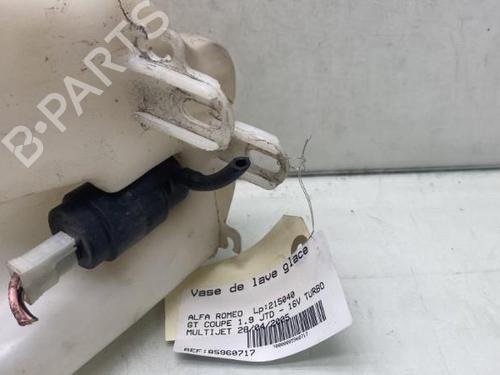 B-PARTS
Vase de lave glace
ALFA ROMEO Lp:215040
GT COUPE 1.9 JTD - 16V TURBO
MULTIJET 28/04/2005
REF:85960717